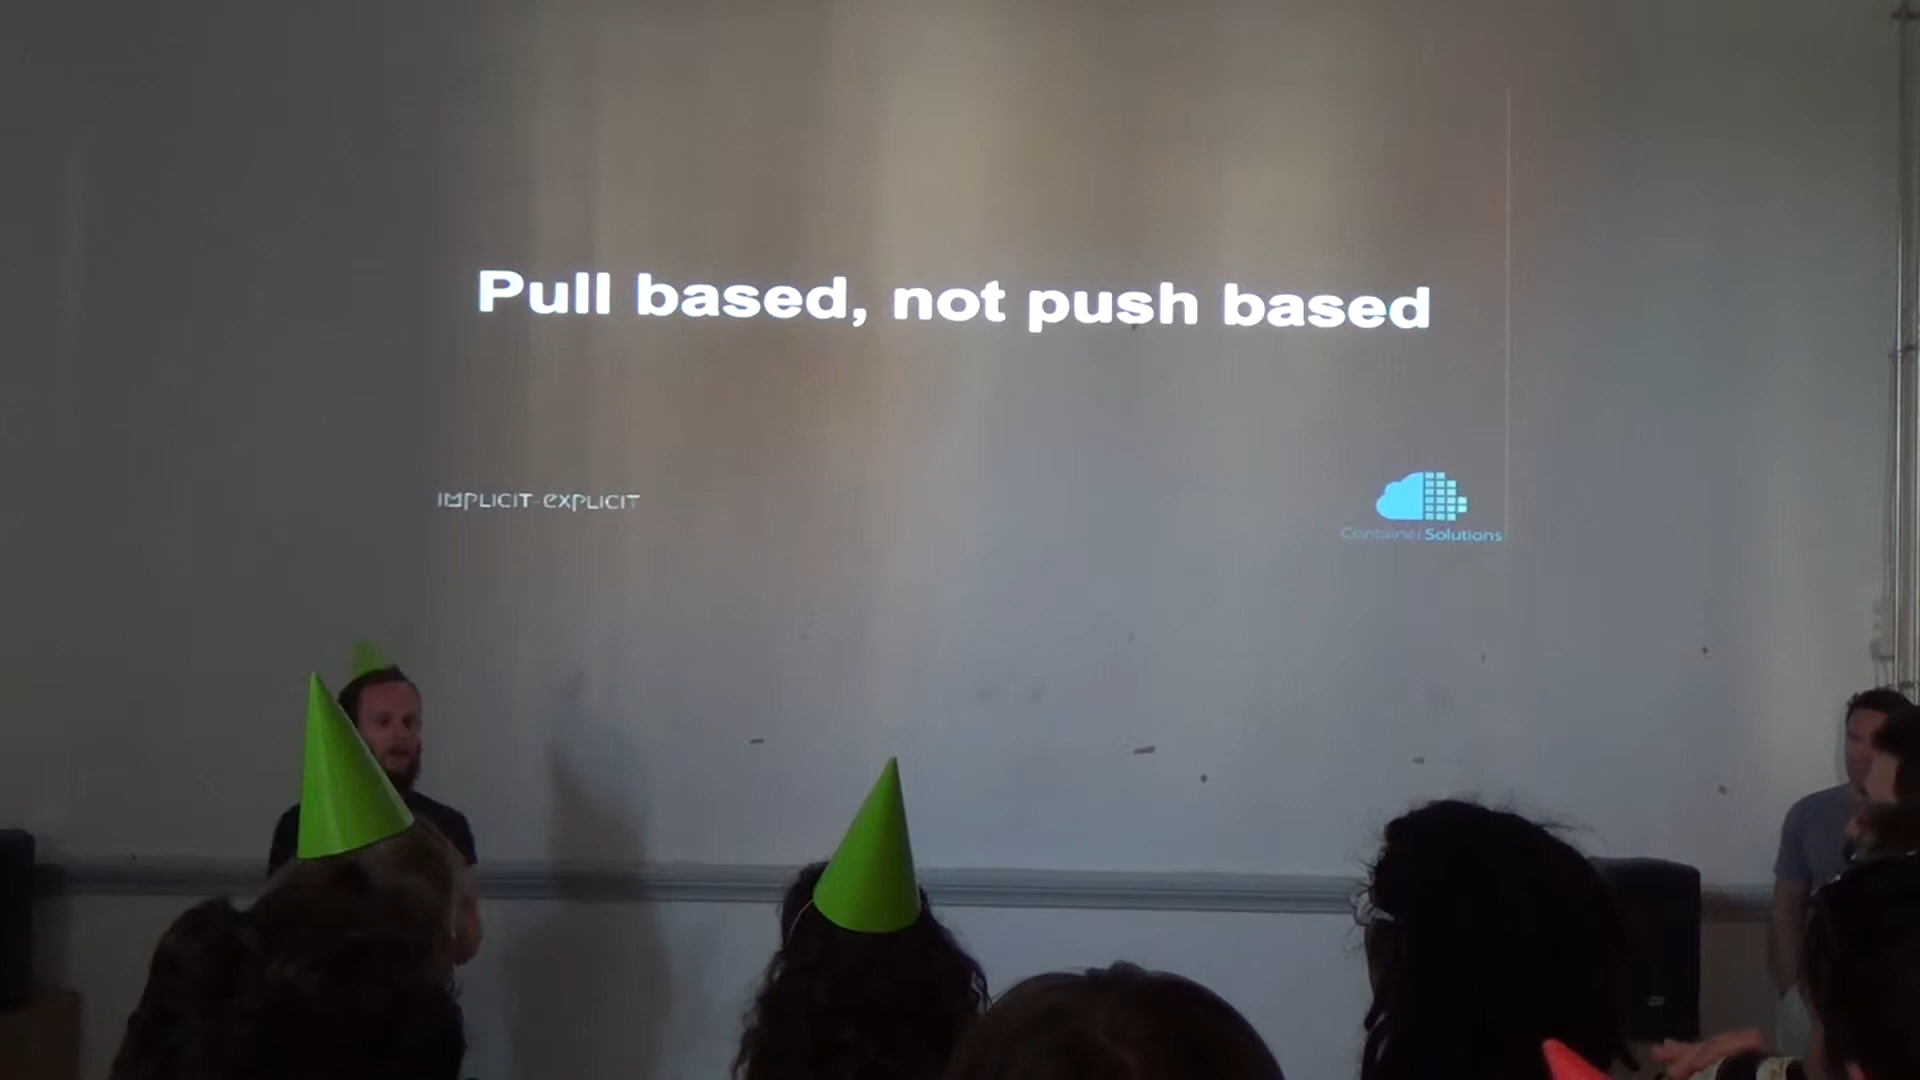 Pull based, not push based
IMPLICIT-EXPLICIT
Container Solutions